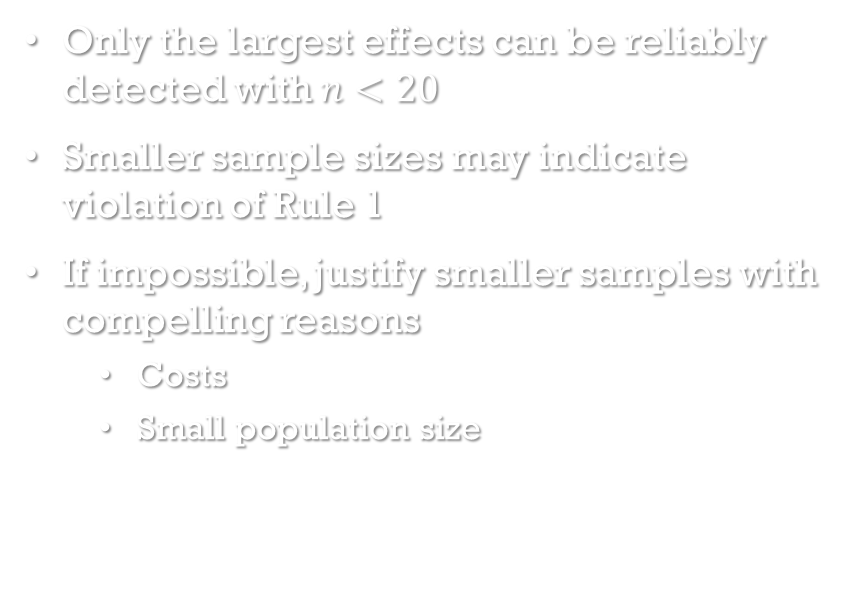 • Only the largest effects can be reliably
detected with n < 20
• Smaller sample sizes may indicate
violation of Rule 1
• If impossible, justify smaller samples with
compelling reasons
• Costs
• Small population size